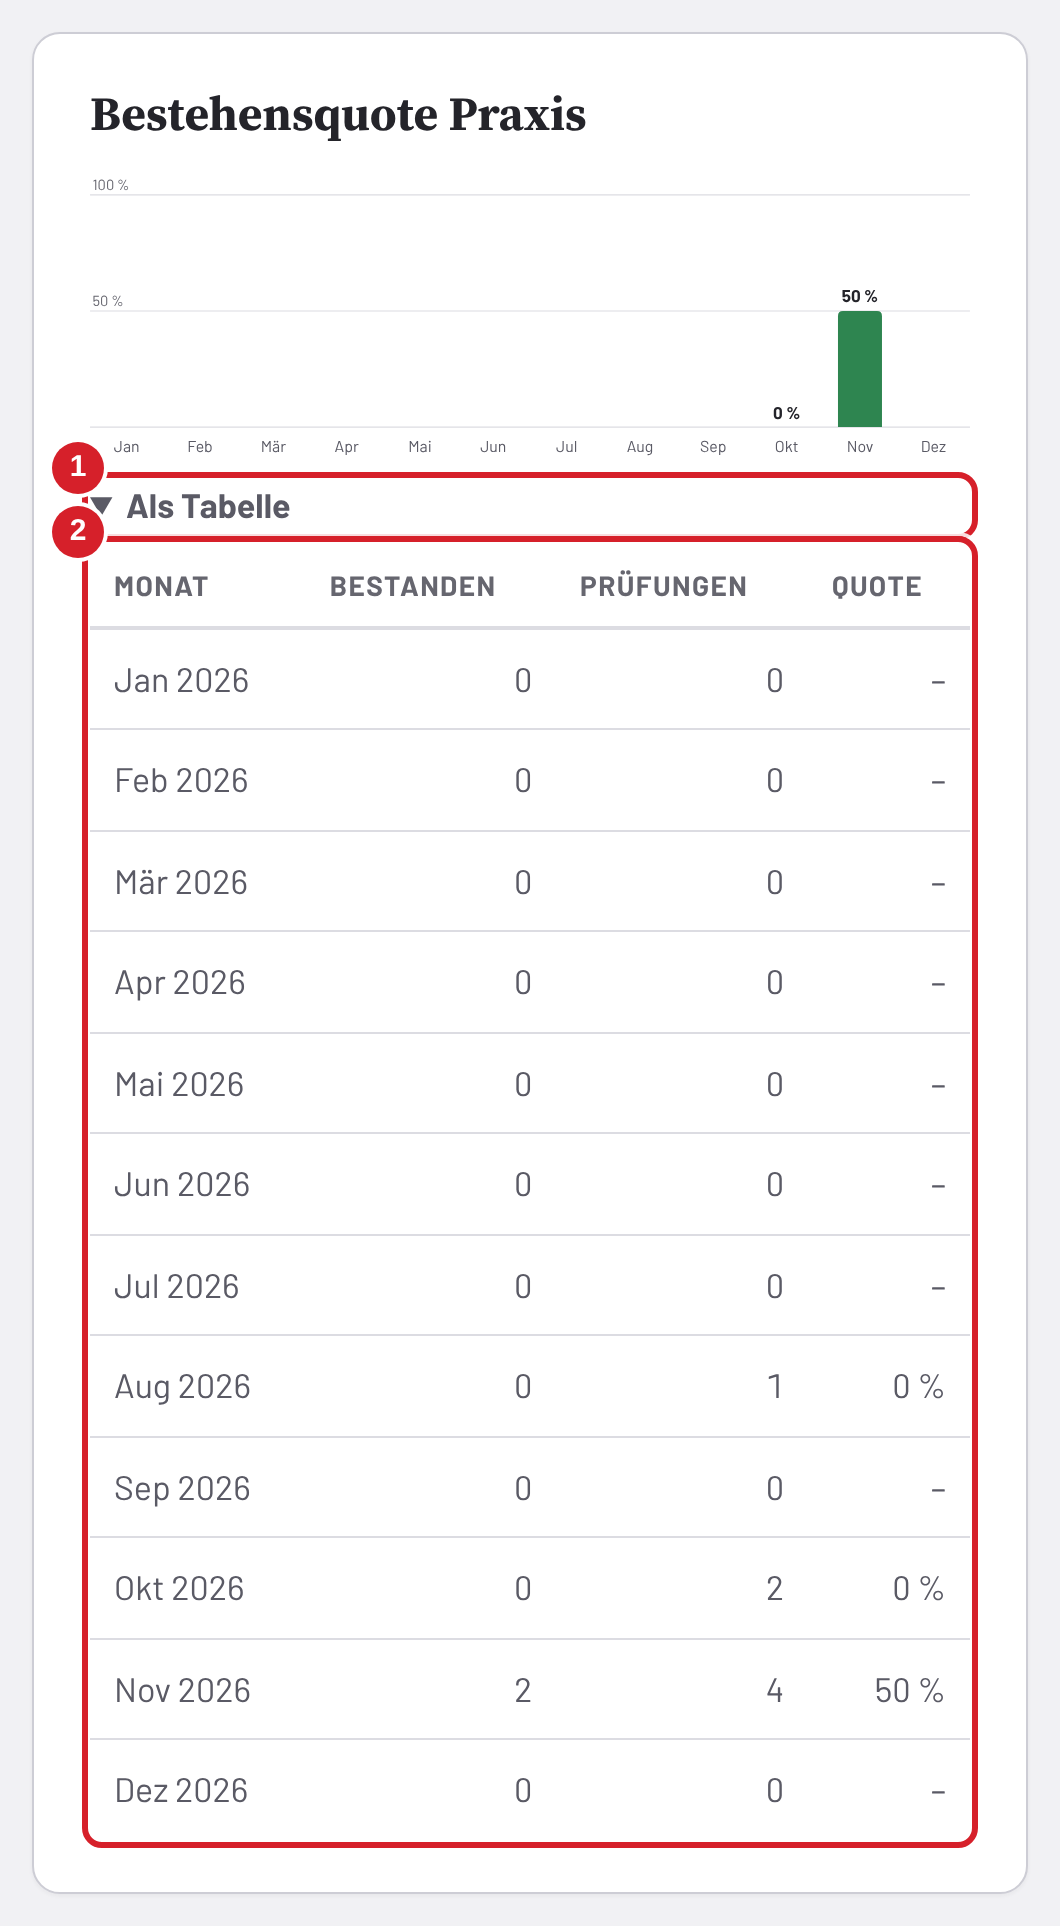 Bestehensquote Praxis
100 %
50 %
50 %
0 %
Jan Feb Mär Apr Mai Jun Jul Aug Sep Okt Nov Dez
1
▼ Als Tabelle
2
MONAT BESTANDEN PRÜFUNGEN QUOTE
Jan 2026 0 0 –
Feb 2026 0 0 –
Mär 2026 0 0 –
Apr 2026 0 0 –
Mai 2026 0 0 –
Jun 2026 0 0 –
Jul 2026 0 0 –
Aug 2026 0 1 0 %
Sep 2026 0 0 –
Okt 2026 0 2 0 %
Nov 2026 2 4 50 %
Dez 2026 0 0 –